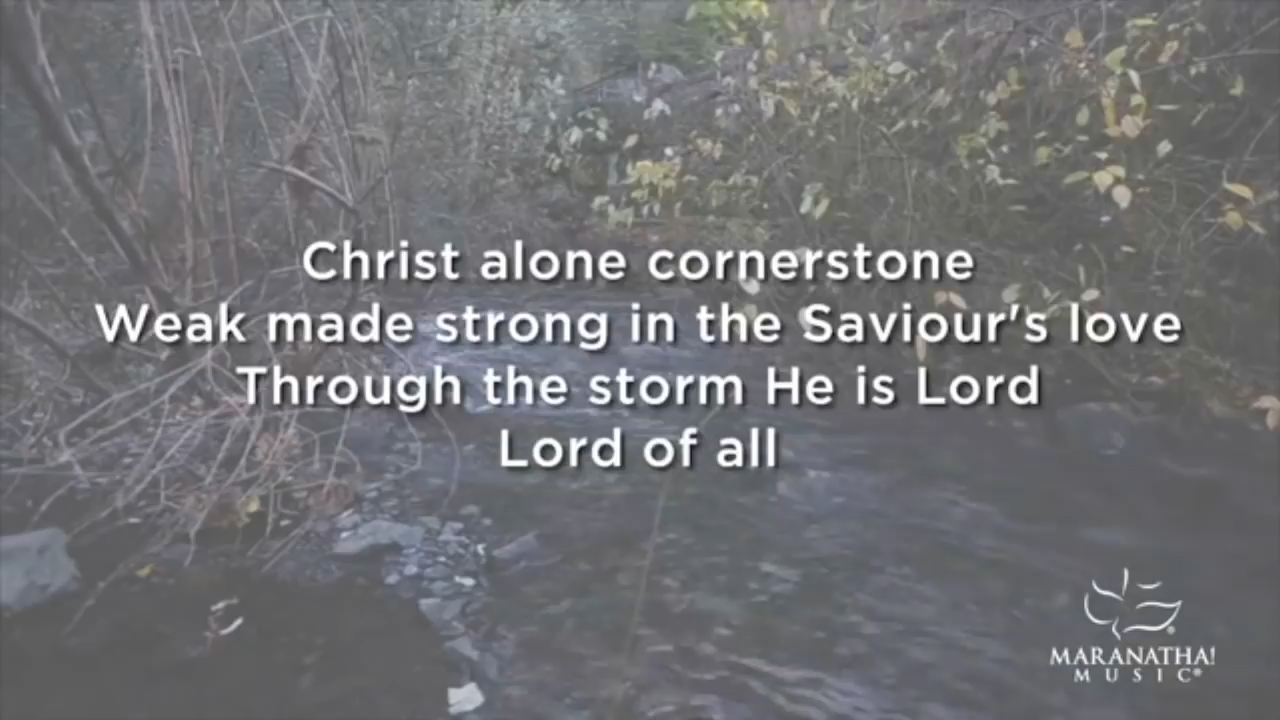 Christ alone cornerstone
Weak made strong in the Saviour's love
Through the storm He is Lord
Lord of all
MARANATHA!
MUSIC®